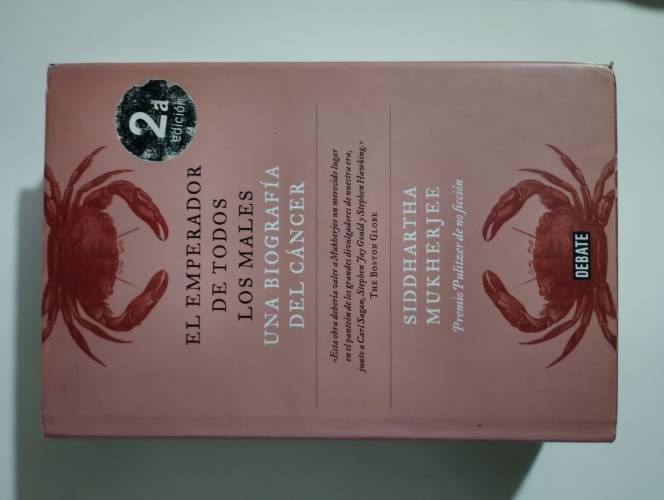 2a
edición
EL EMPERADOR
DE TODOS
LOS MALES
UNA BIOGRAFÍA
DEL CÁNCER
«Esta obra debería valer a Mukherjee un merecido lugar
en el panteón de los grandes divulgadores de nuestra era,
junto a Carl Sagan, Stephen Jay Gould y Stephen Hawking.»
THE BOSTON GLOBE
SIDDHARTHA
MUKHERJEE
Premio Pulitzer de no ficción
DEBATE